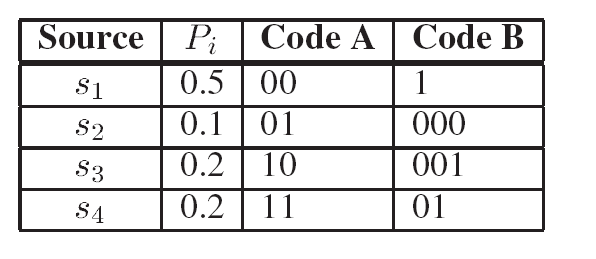 Source P_i Code A Code B
s_1 0.5 00 1
s_2 0.1 01 000
s_3 0.2 10 001
s_4 0.2 11 01